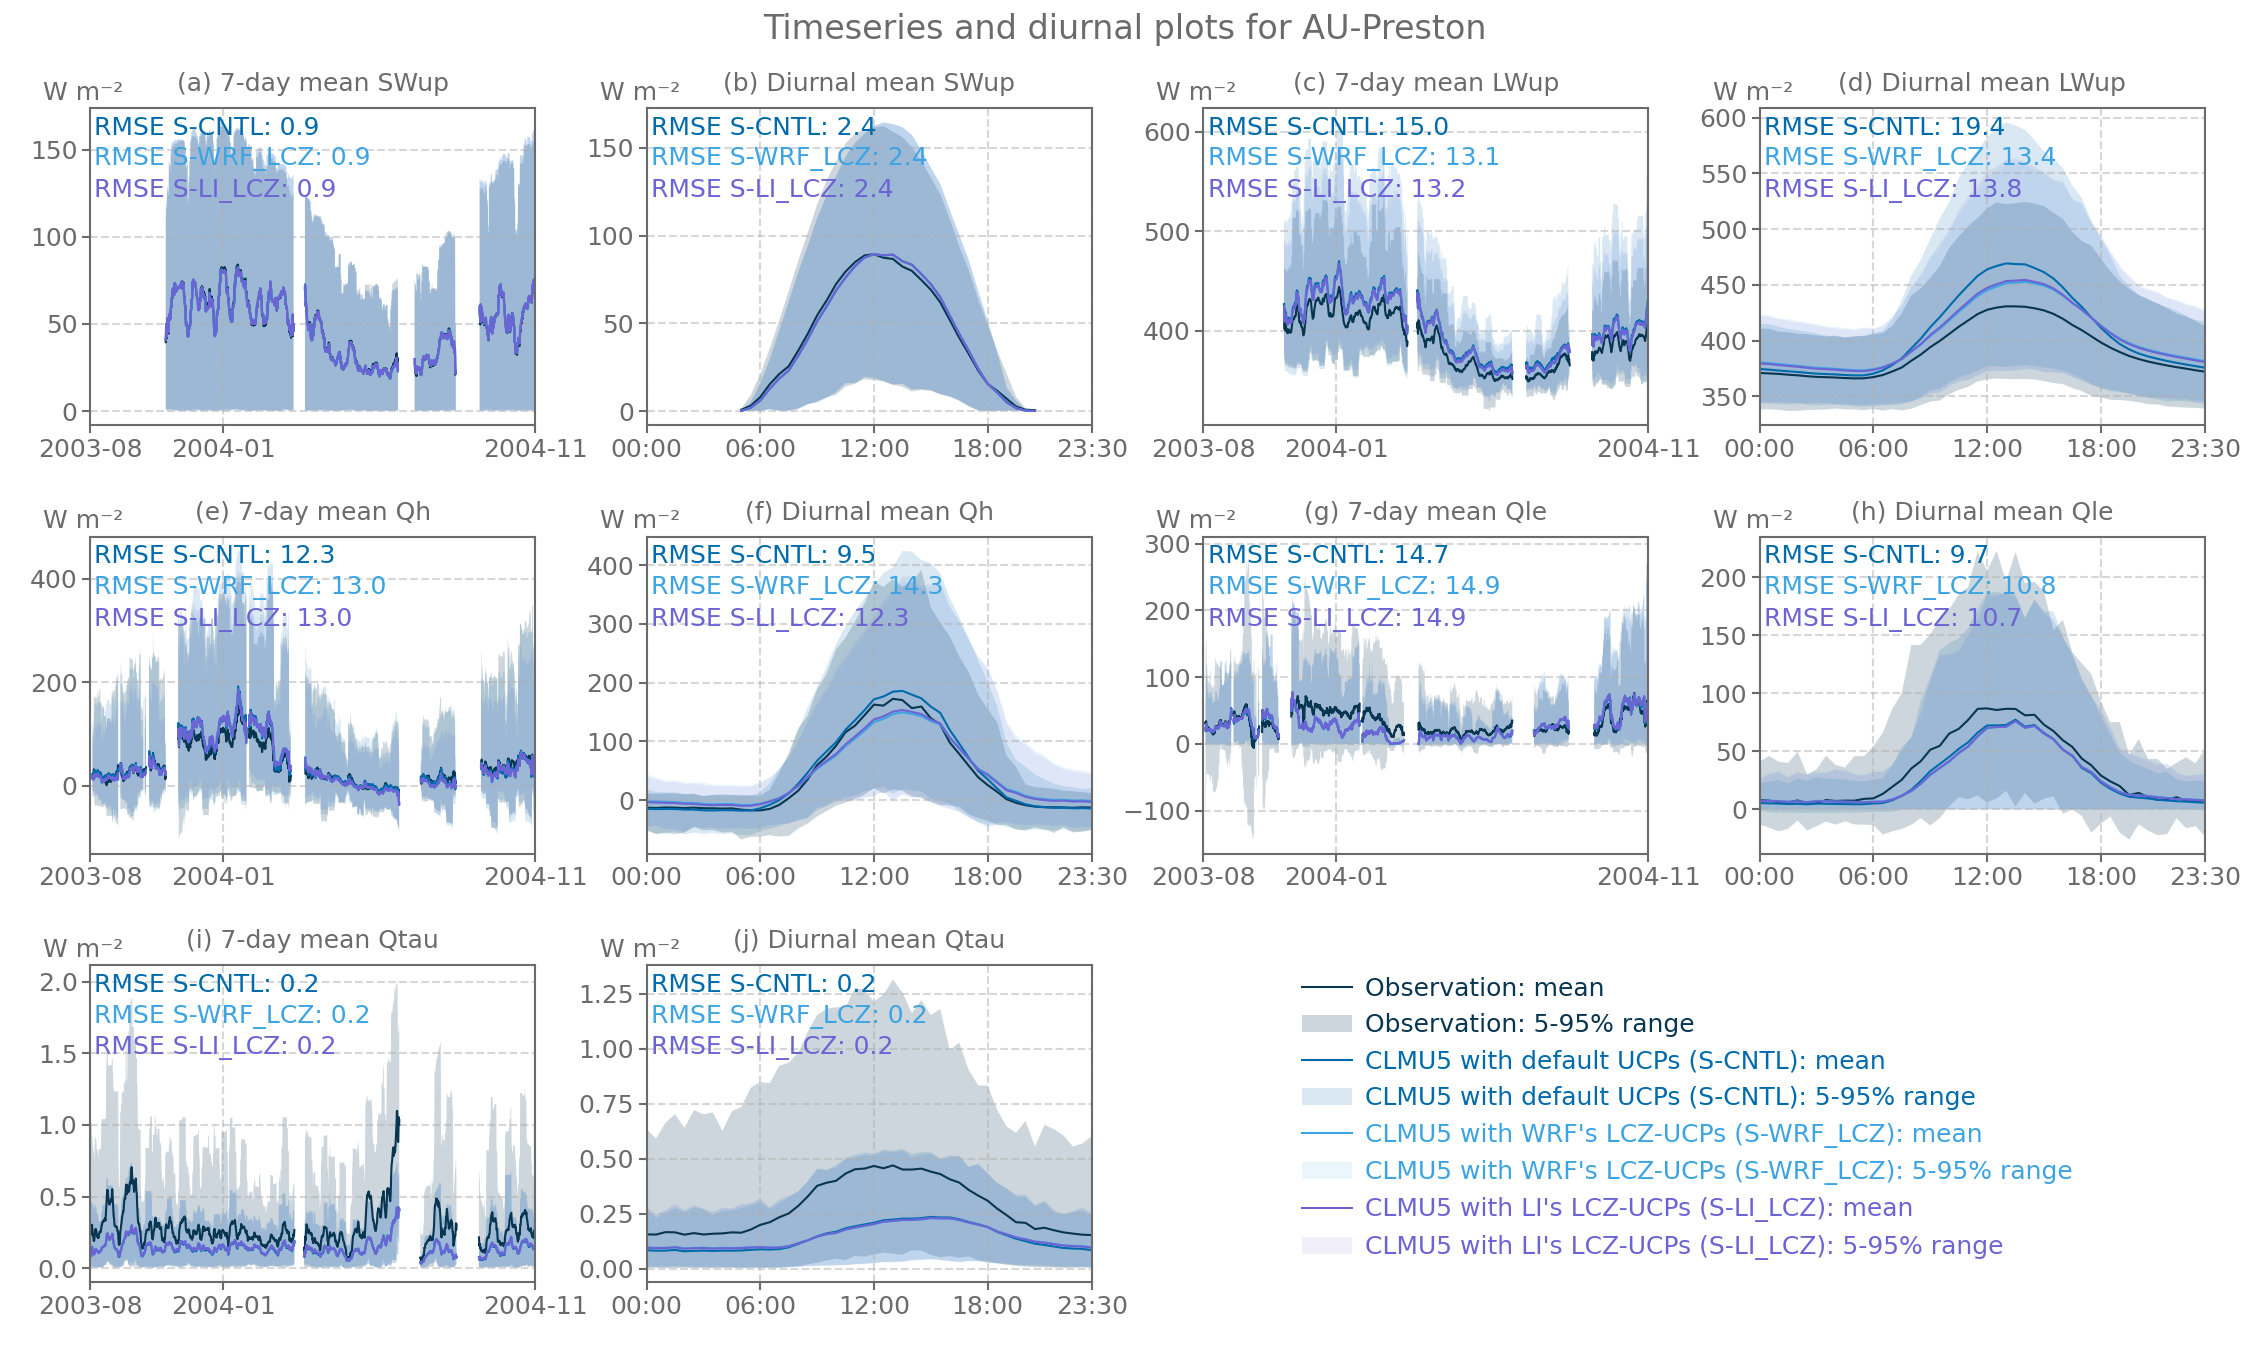 Timeseries and diurnal plots for AU-Preston
W m⁻²
(a) 7-day mean SWup
RMSE S-CNTL: 0.9
RMSE S-WRF_LCZ: 0.9
RMSE S-LI_LCZ: 0.9
150
100
50
0
2003-08
2004-01
2004-11
W m⁻²
(b) Diurnal mean SWup
RMSE S-CNTL: 2.4
RMSE S-WRF_LCZ: 2.4
RMSE S-LI_LCZ: 2.4
150
100
50
0
00:00
06:00
12:00
18:00
23:30
W m⁻²
(c) 7-day mean LWup
RMSE S-CNTL: 15.0
RMSE S-WRF_LCZ: 13.1
RMSE S-LI_LCZ: 13.2
600
500
400
2003-08
2004-01
2004-11
W m⁻²
(d) Diurnal mean LWup
RMSE S-CNTL: 19.4
RMSE S-WRF_LCZ: 13.4
RMSE S-LI_LCZ: 13.8
600
550
500
450
400
350
00:00
06:00
12:00
18:00
23:30
W m⁻²
(e) 7-day mean Qh
RMSE S-CNTL: 12.3
RMSE S-WRF_LCZ: 13.0
RMSE S-LI_LCZ: 13.0
400
200
0
2003-08
2004-01
2004-11
W m⁻²
(f) Diurnal mean Qh
RMSE S-CNTL: 9.5
RMSE S-WRF_LCZ: 14.3
RMSE S-LI_LCZ: 12.3
400
300
200
100
0
00:00
06:00
12:00
18:00
23:30
W m⁻²
(g) 7-day mean Qle
RMSE S-CNTL: 14.7
RMSE S-WRF_LCZ: 14.9
RMSE S-LI_LCZ: 14.9
300
200
100
0
−100
2003-08
2004-01
2004-11
W m⁻²
(h) Diurnal mean Qle
RMSE S-CNTL: 9.7
RMSE S-WRF_LCZ: 10.8
RMSE S-LI_LCZ: 10.7
200
150
100
50
0
00:00
06:00
12:00
18:00
23:30
W m⁻²
(i) 7-day mean Qtau
RMSE S-CNTL: 0.2
RMSE S-WRF_LCZ: 0.2
RMSE S-LI_LCZ: 0.2
2.0
1.5
1.0
0.5
0.0
2003-08
2004-01
2004-11
W m⁻²
(j) Diurnal mean Qtau
RMSE S-CNTL: 0.2
RMSE S-WRF_LCZ: 0.2
RMSE S-LI_LCZ: 0.2
1.25
1.00
0.75
0.50
0.25
0.00
00:00
06:00
12:00
18:00
23:30
Observation: mean
Observation: 5-95% range
CLMU5 with default UCPs (S-CNTL): mean
CLMU5 with default UCPs (S-CNTL): 5-95% range
CLMU5 with WRF's LCZ-UCPs (S-WRF_LCZ): mean
CLMU5 with WRF's LCZ-UCPs (S-WRF_LCZ): 5-95% range
CLMU5 with LI's LCZ-UCPs (S-LI_LCZ): mean
CLMU5 with LI's LCZ-UCPs (S-LI_LCZ): 5-95% range